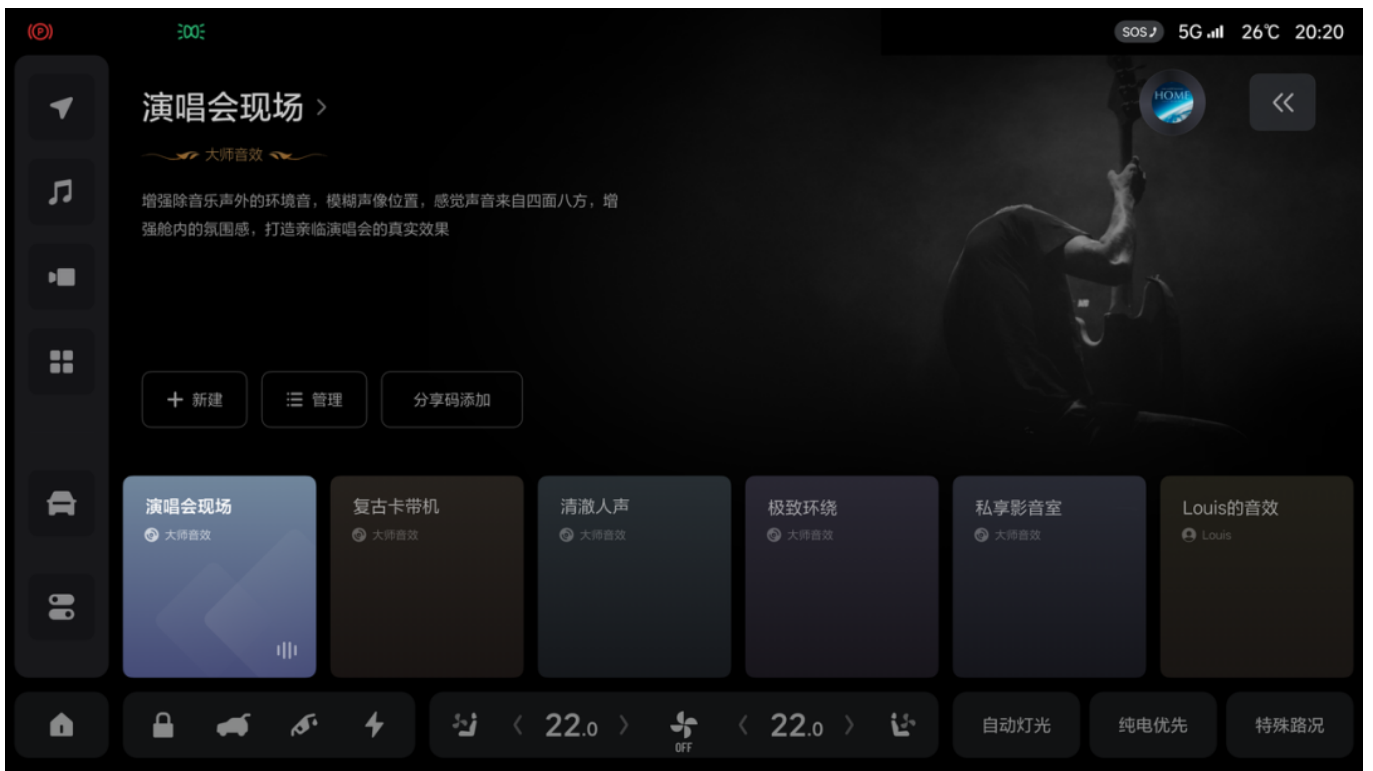 (P)
SOS 5G 26℃ 20:20
演唱会现场
HOME
大师音效
增强除音乐声外的环境音，模糊声像位置，感觉声音来自四面八方，增
强舱内的氛围感，打造亲临演唱会的真实效果
新建 管理 分享码添加
演唱会现场
大师音效
复古卡带机
大师音效
清澈人声
大师音效
极致环绕
大师音效
私享影音室
大师音效
Louis的音效
Louis
22.0 OFF 22.0
自动灯光 纯电优先 特殊路况